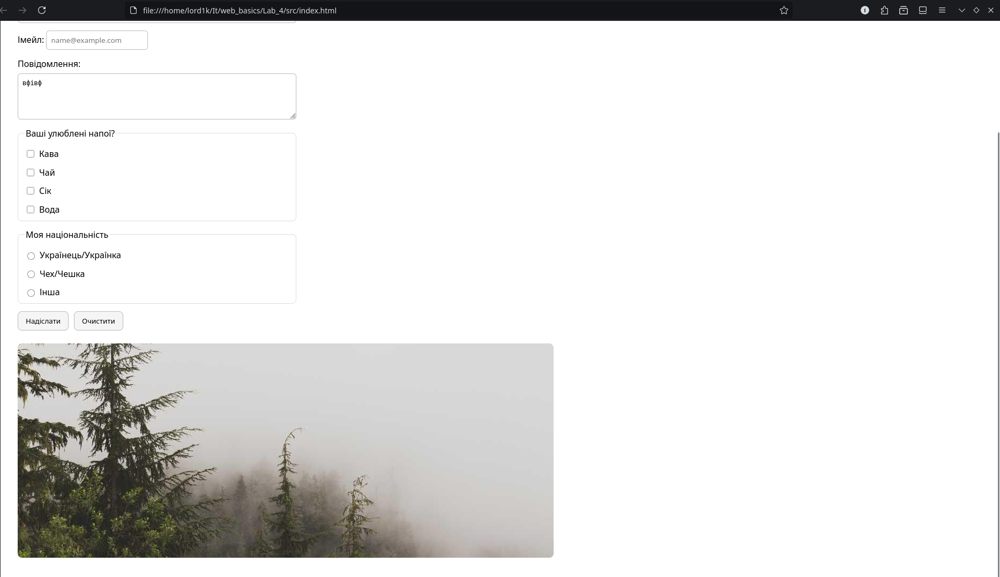 file:///home/lord1k/It/web_basics/Lab_4/src/index.html
Імейл: name@example.com
Повідомлення:
вфівф
Ваші улюблені напої?
Кава
Чай
Сік
Вода
Моя національність
Українець/Українка
Чех/Чешка
Інша
Надіслати Очистити